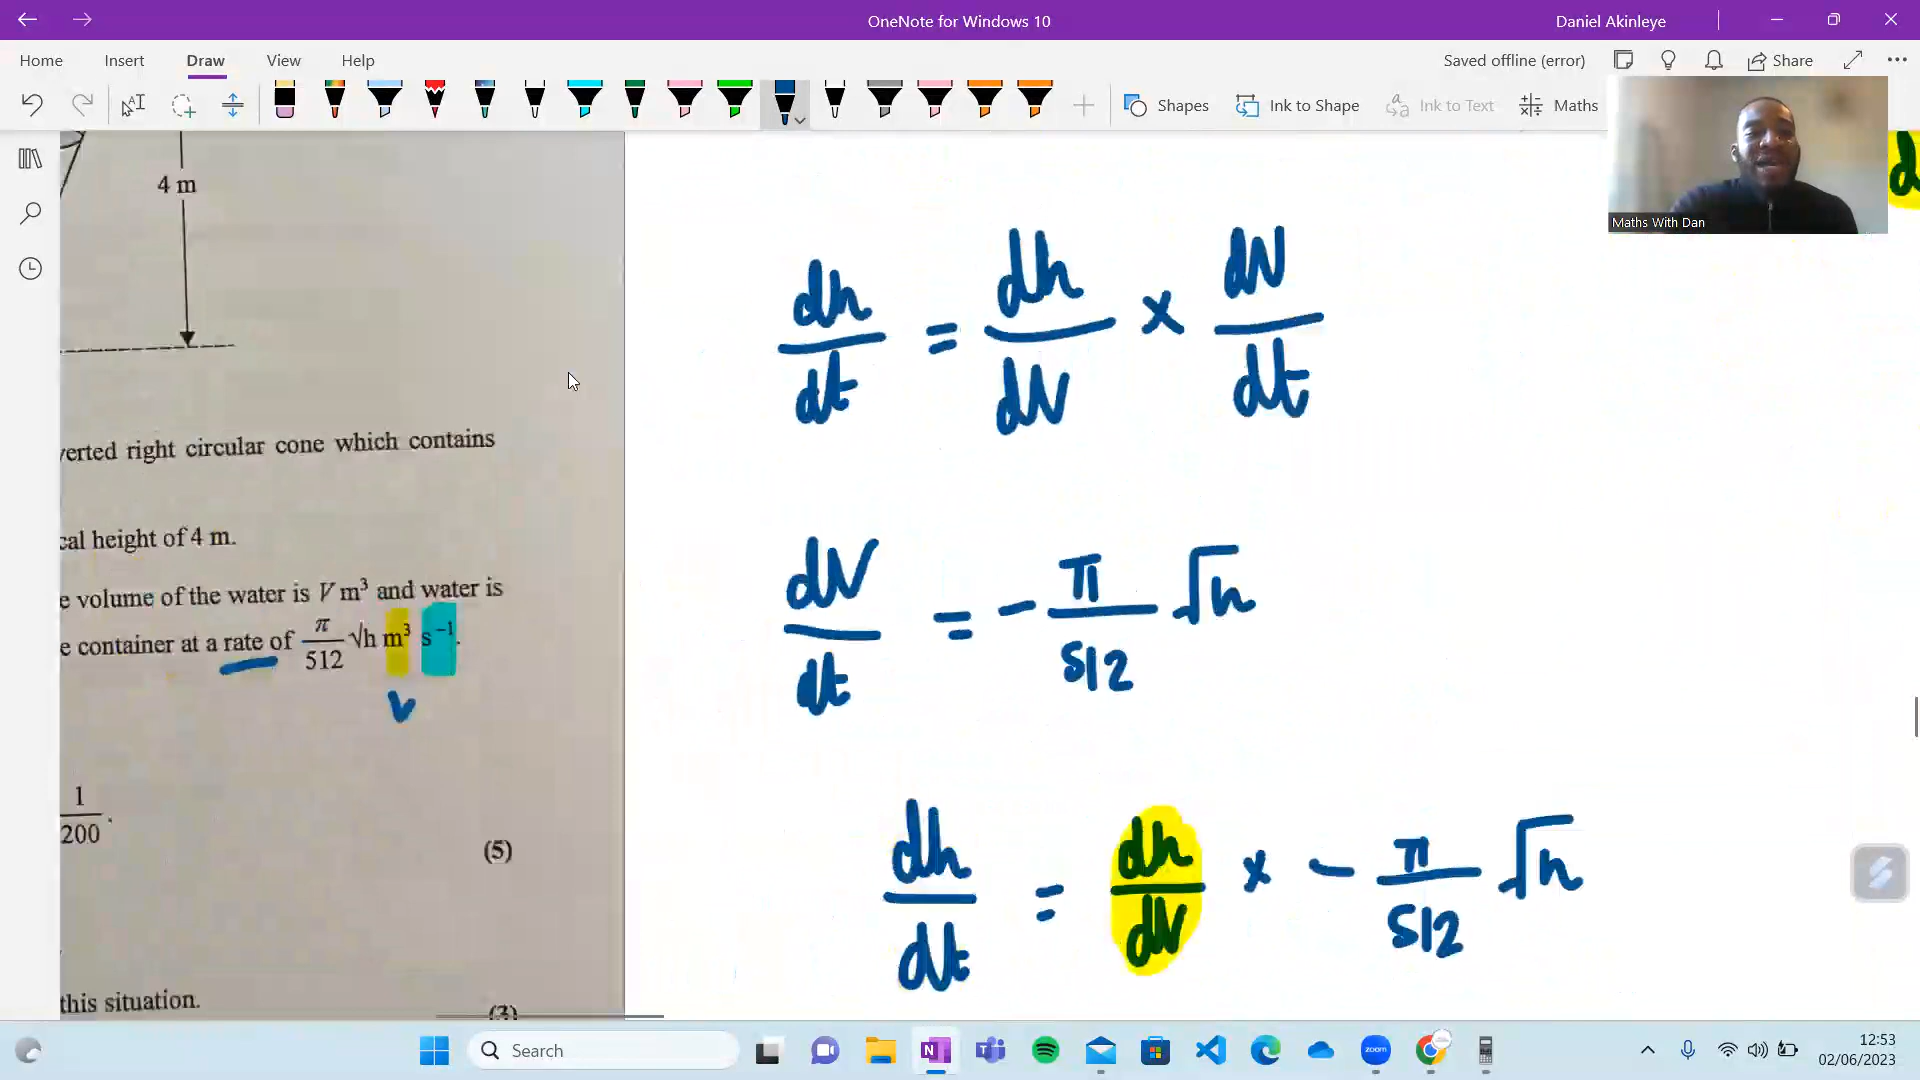 OneNote for Windows 10
Daniel Akinleye
Home Insert Draw View Help
Saved offline (error)
Share
Shapes
Ink to Shape
Ink to Text
Maths
Maths With Dan
4 m
verted right circular cone which contains
cal height of 4 m.
e volume of the water is V m³ and water is
e container at a rate of π/512 √h m³ s⁻¹.
V
1/200.
(5)
this situation.
(3)
dh/dt = dh/dV × dV/dt
dV/dt = - π/512 √h
dh/dt = dh/dV × - π/512 √h
Search
zoom
12:53
02/06/2023